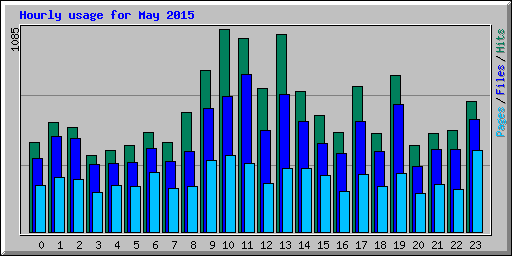 Hourly usage for May 2015
1085
Pages/Files/Hits
0 1 2 3 4 5 6 7 8 9 10 11 12 13 14 15 16 17 18 19 20 21 22 23